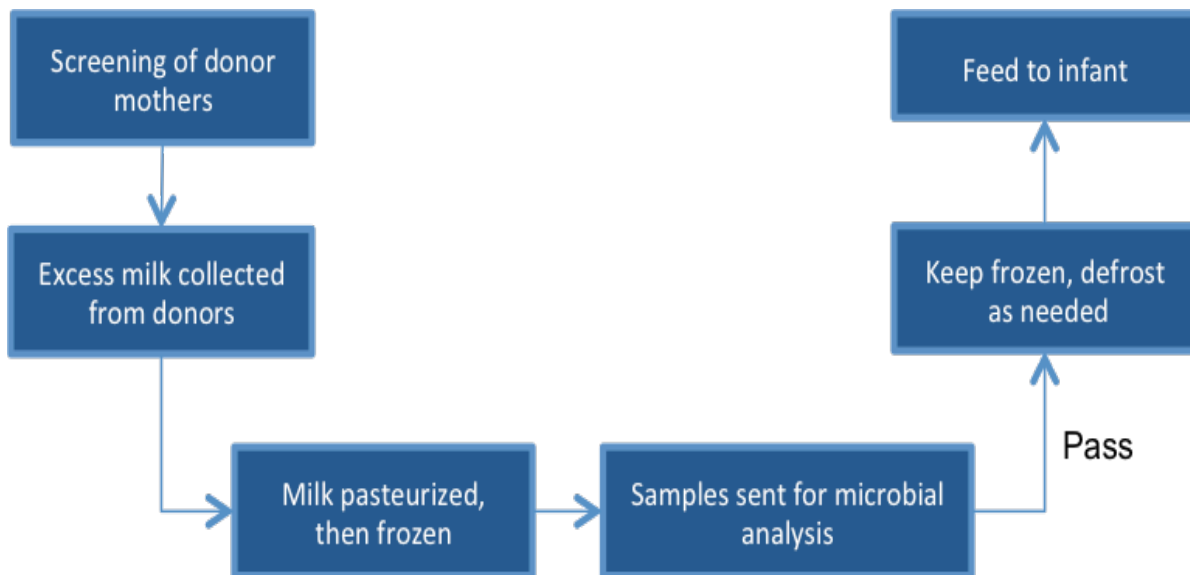 Screening of donor
mothers
Excess milk collected
from donors
Milk pasteurized,
then frozen
Samples sent for microbial
analysis
Pass
Keep frozen, defrost
as needed
Feed to infant